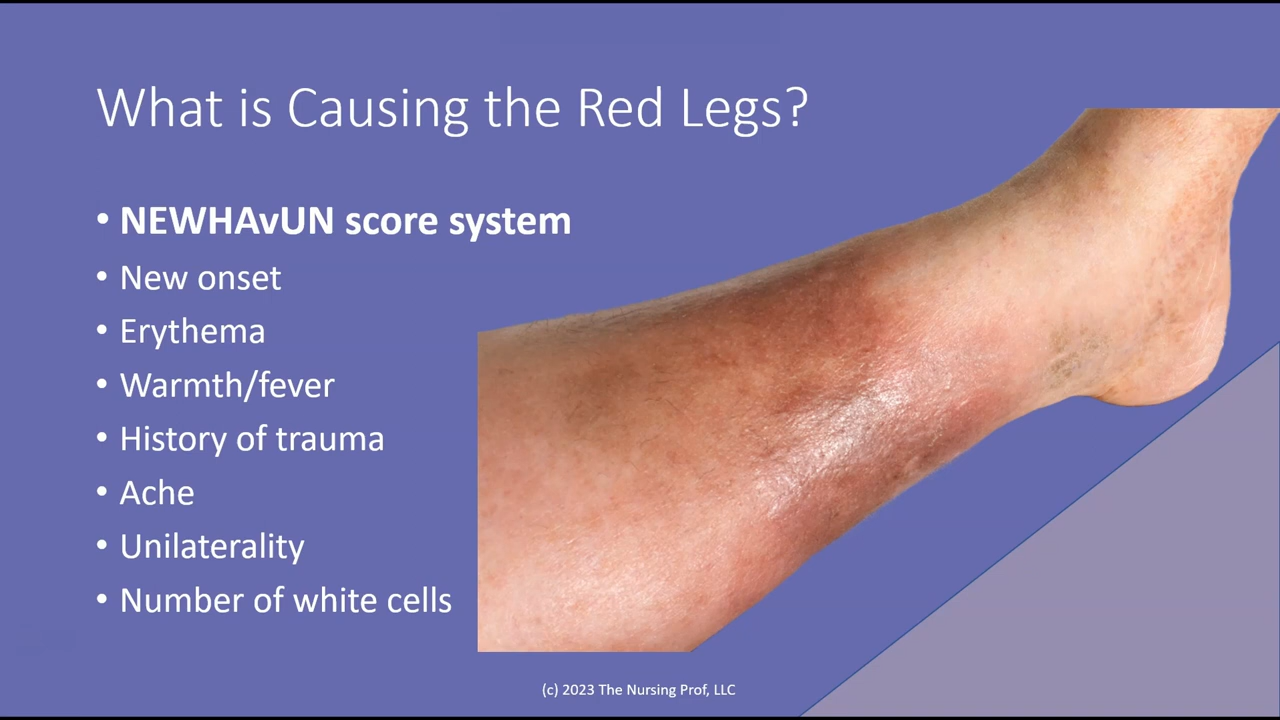 What is Causing the Red Legs?
• NEWHAvUN score system
• New onset
• Erythema
• Warmth/fever
• History of trauma
• Ache
• Unilaterality
• Number of white cells
(c) 2023 The Nursing Prof, LLC